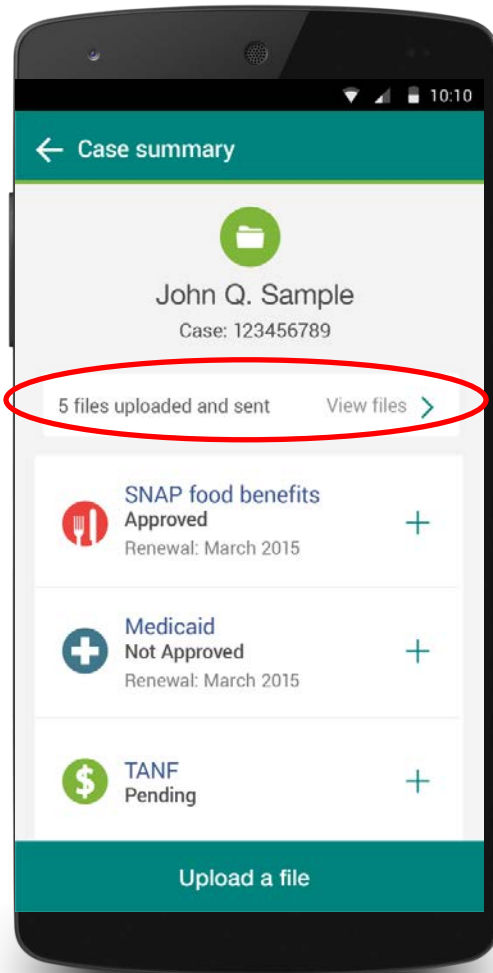 10:10
Case summary
John Q. Sample
Case: 123456789
5 files uploaded and sent View files
SNAP food benefits
Approved
Renewal: March 2015
Medicaid
Not Approved
Renewal: March 2015
TANF
Pending
Upload a file